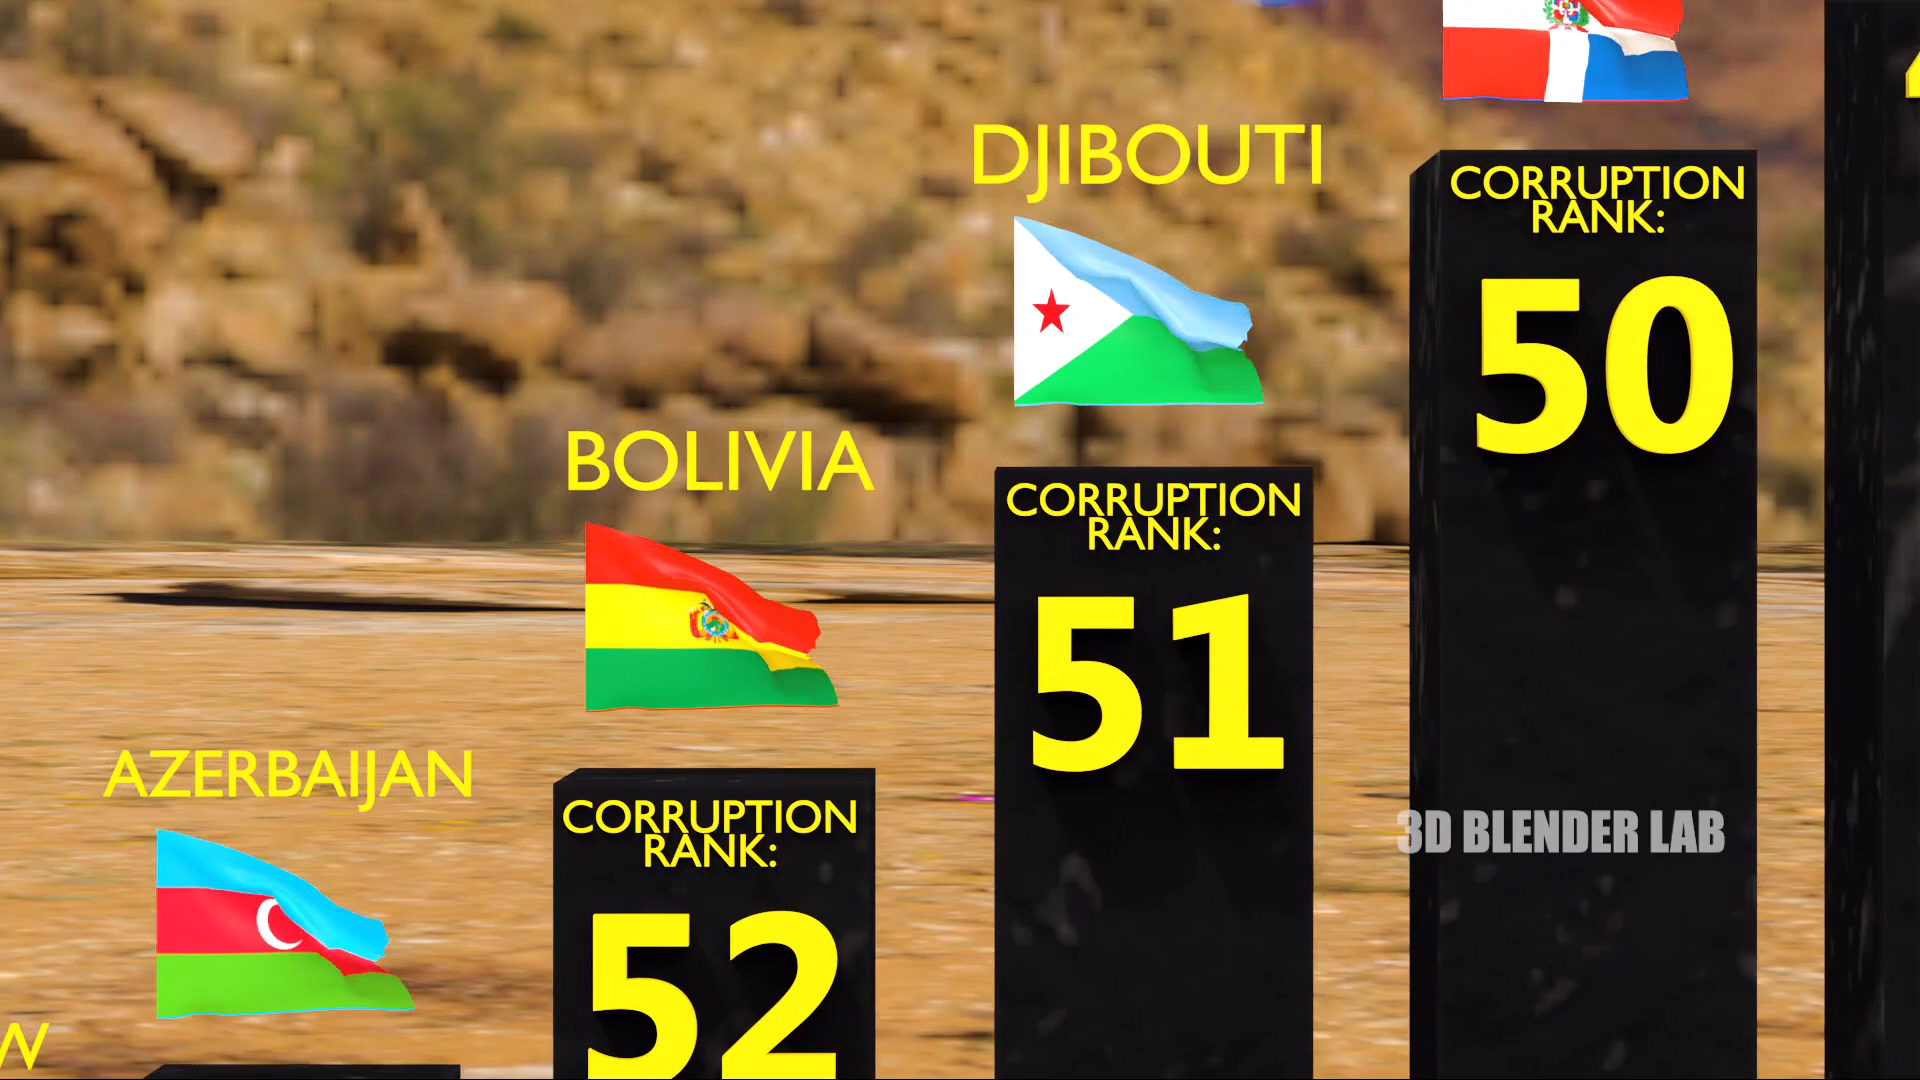 DJIBOUTI
CORRUPTION
RANK:
50
BOLIVIA
CORRUPTION
RANK:
51
AZERBAIJAN
CORRUPTION
RANK:
52
3D BLENDER LAB
W